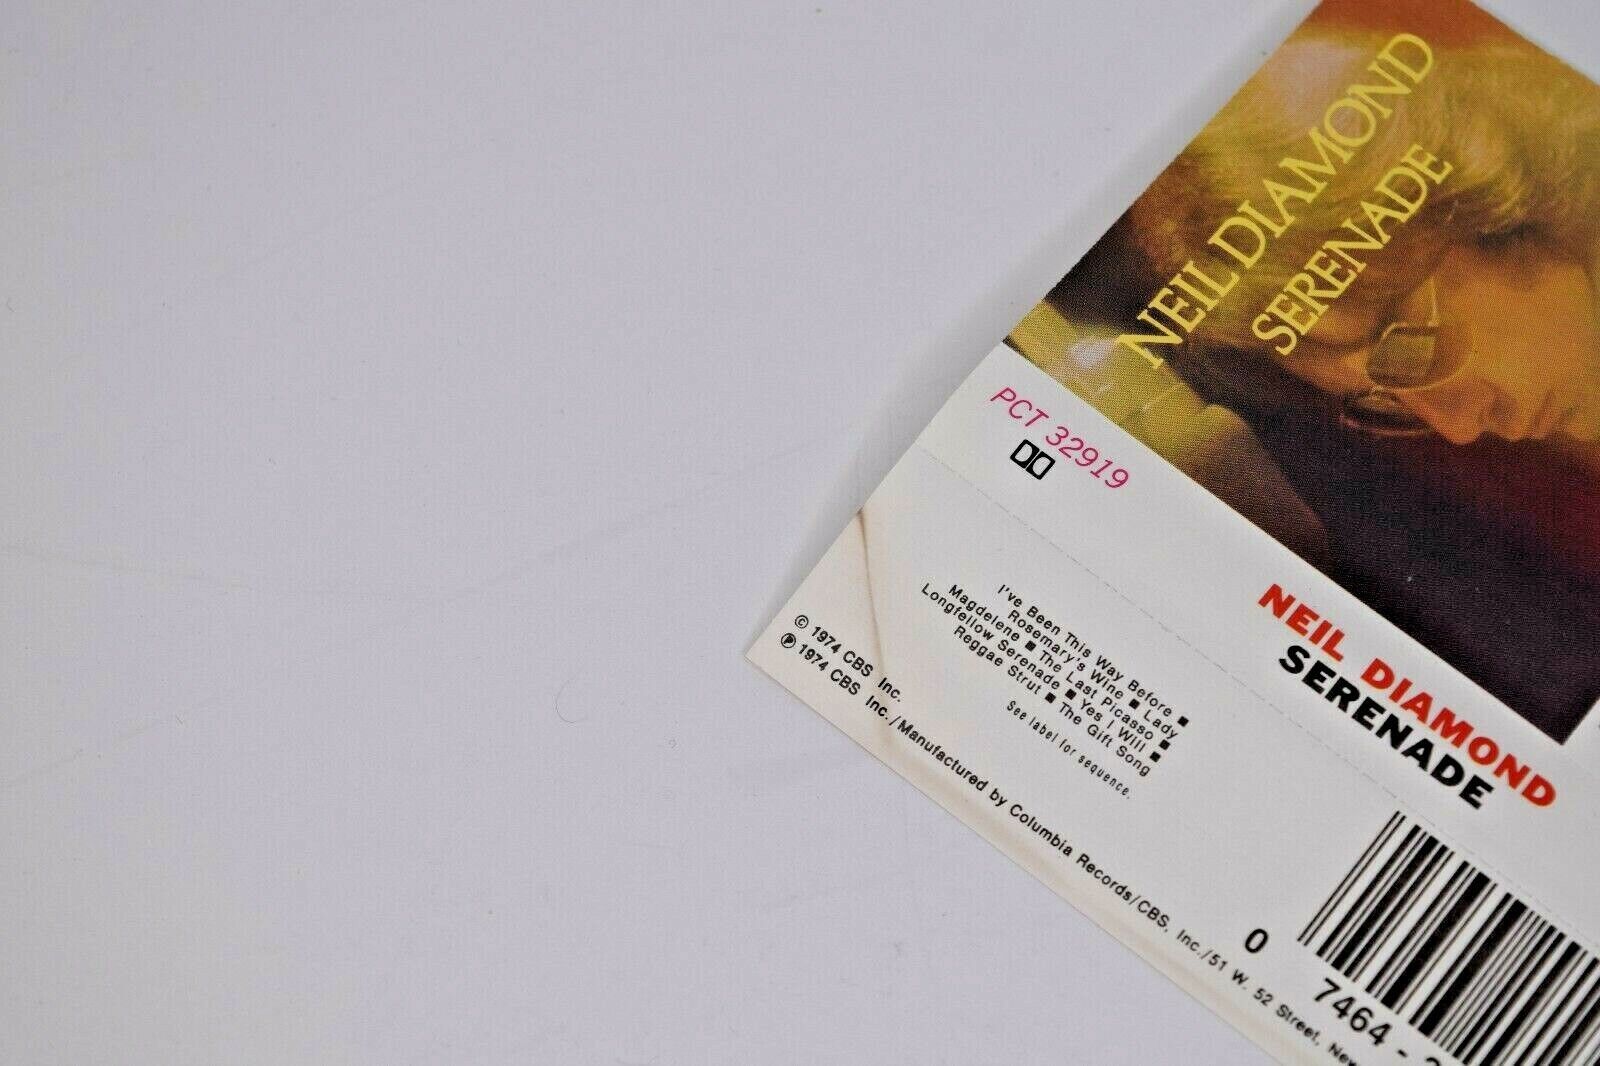 NEIL DIAMOND
SERENADE
PCT 32919
NEIL DIAMOND
SERENADE
I've Been This Way Before ■
Rosemary's Wine ■ Lady
Magdelene ■ The Last Picasso ■
Longfellow Serenade ■ Yes I Will ■
Reggae Strut ■ The Gift Song
See label for sequence.
© 1974 CBS Inc.
℗ 1974 CBS Inc./Manufactured by Columbia Records/CBS, Inc./51 W. 52 Street, New
0
7464 -